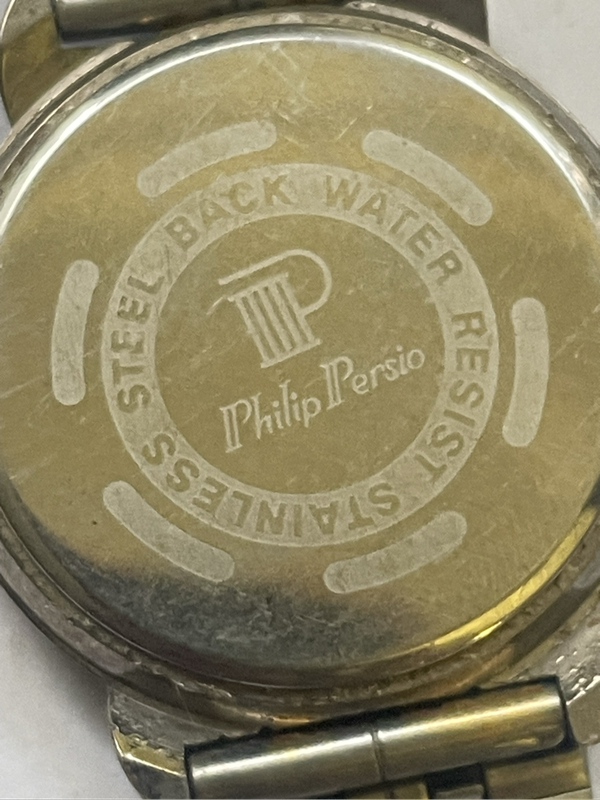 STAINLESS STEEL BACK WATER RESIST
Philip Persio